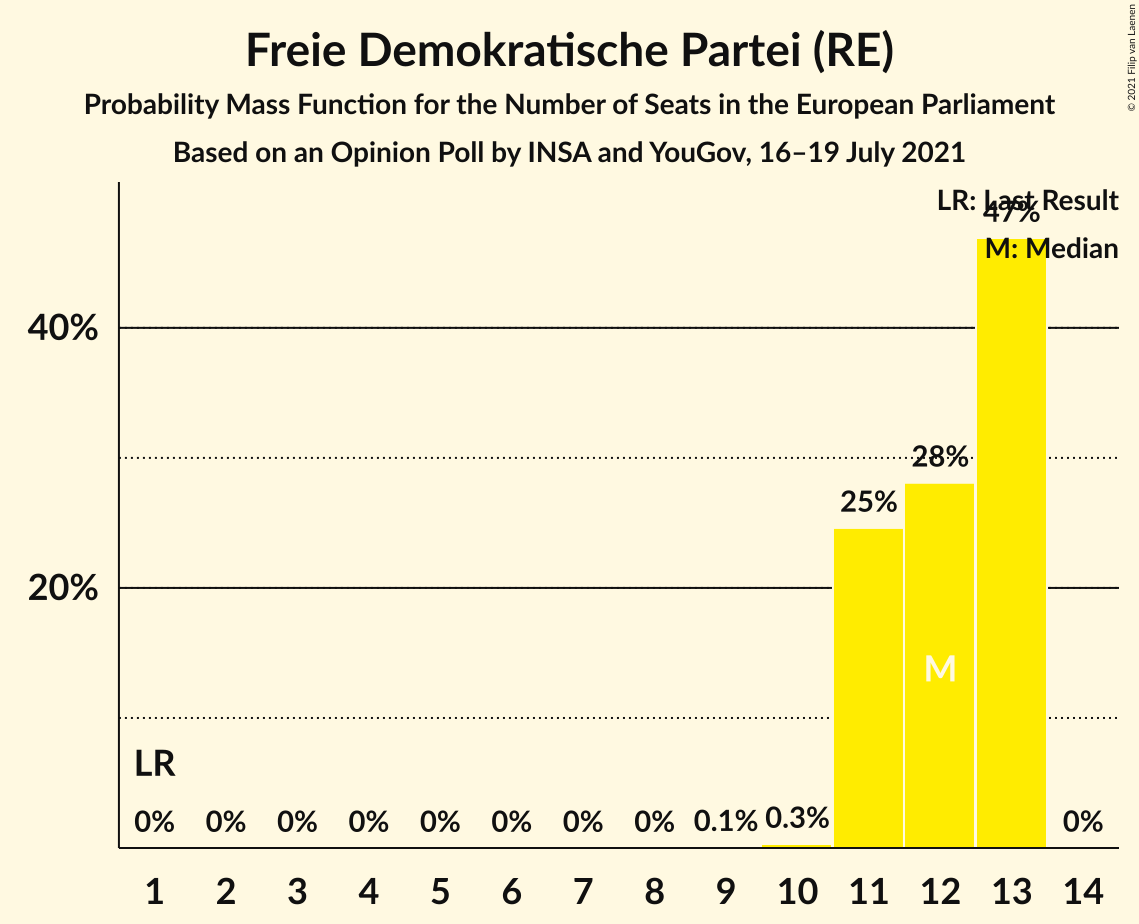 Freie Demokratische Partei (RE)
Probability Mass Function for the Number of Seats in the European Parliament
Based on an Opinion Poll by INSA and YouGov, 16–19 July 2021
© 2021 Filip van Laenen
LR: Last Result
47%
M: Median
40%
28%
25%
20%
M
LR
0% 0% 0% 0% 0% 0% 0% 0% 0.1% 0.3% 0%
1 2 3 4 5 6 7 8 9 10 11 12 13 14